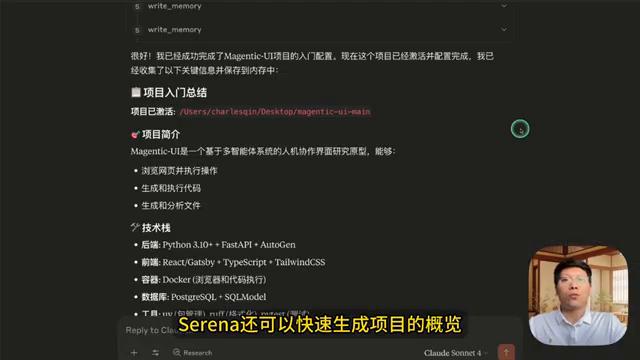 write_memory
write_memory
很好！我已经成功完成了Magentic-UI项目的入门配置。现在这个项目已经激活并配置完成，我已
经收集了以下关键信息并保存到内存中：
项目入门总结
项目已激活: /Users/charlesqin/Desktop/magentic-ui-main
项目简介
Magentic-UI是一个基于多智能体系统的人机协作界面研究原型，能够：
• 浏览网页并执行操作
• 生成和执行代码
• 生成和分析文件
技术栈
• 后端: Python 3.10+ + FastAPI + AutoGen
• 前端: React/Gatsby + TypeScript + TailwindCSS
• 容器: Docker (浏览器和代码执行)
• 数据库: PostgreSQL + SQLModel
• 工具: uv (包管理), ruff (格式化), pytest (测试)
Serena还可以快速生成项目的概览
Reply to Claude
Research
Claude Sonnet 4